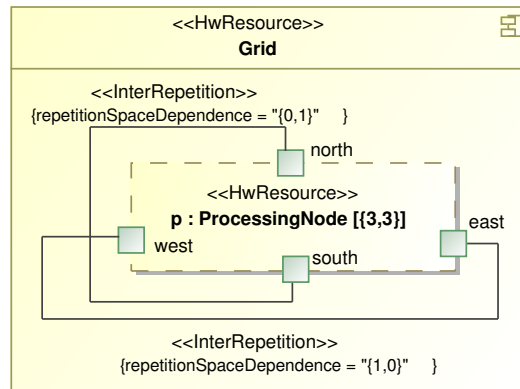 <<HwResource>>
Grid
<<InterRepetition>>
{repetitionSpaceDependence = "{0,1}" }
north
<<HwResource>>
p : ProcessingNode [{3,3}]
east
west
south
<<InterRepetition>>
{repetitionSpaceDependence = "{1,0}" }